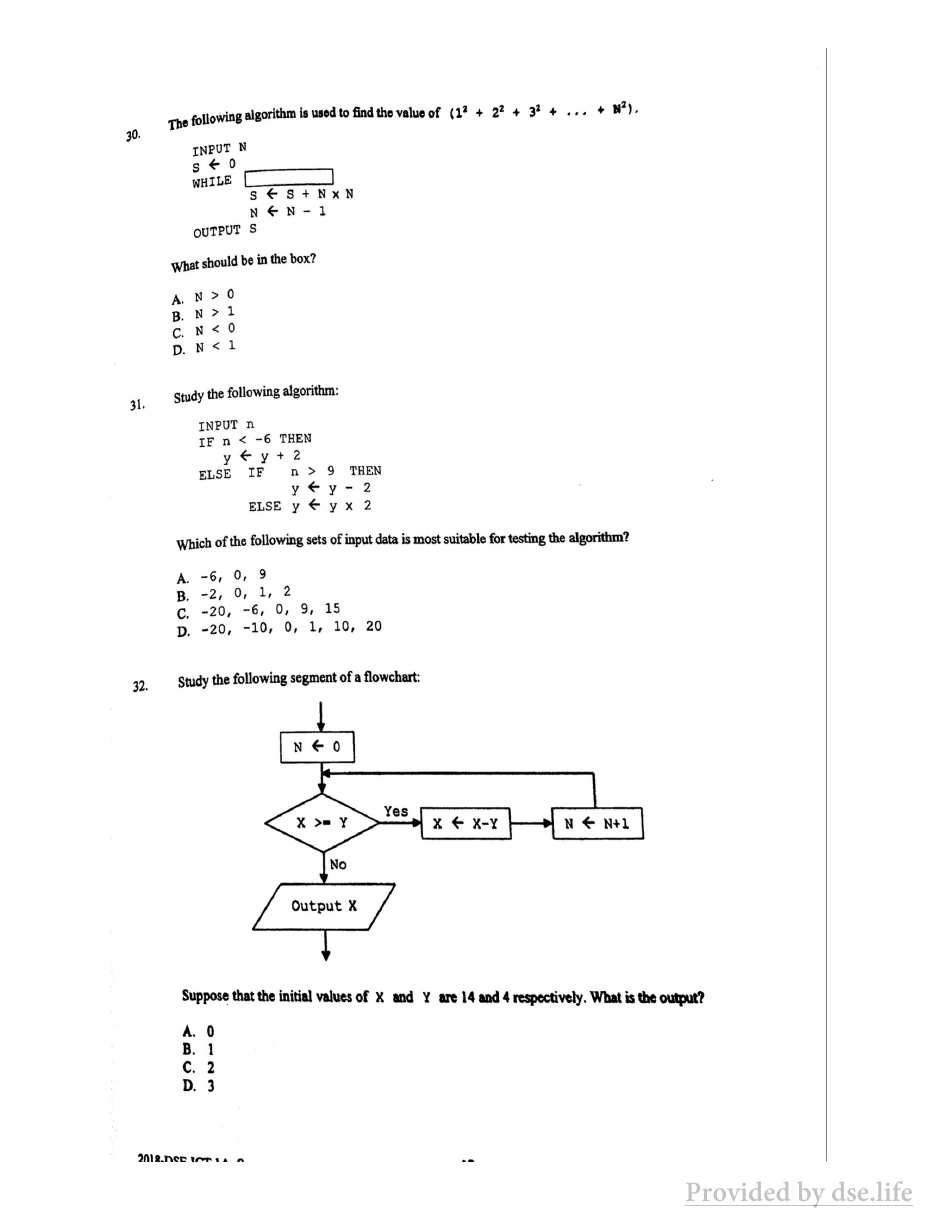 30. The following algorithm is used to find the value of (1² + 2² + 3² + ... + N²).
INPUT N
S ← 0
WHILE
S ← S + N x N
N ← N - 1
OUTPUT S
What should be in the box?
A. N > 0
B. N > 1
C. N < 0
D. N < 1
31. Study the following algorithm:
INPUT n
IF n < -6 THEN
y ← y + 2
ELSE IF n > 9 THEN
y ← y - 2
ELSE y ← y x 2
Which of the following sets of input data is most suitable for testing the algorithm?
A. -6, 0, 9
B. -2, 0, 1, 2
C. -20, -6, 0, 9, 15
D. -20, -10, 0, 1, 10, 20
32. Study the following segment of a flowchart:
N ← 0
X >= Y
Yes
X ← X-Y
N ← N+1
No
Output X
Suppose that the initial values of X and Y are 14 and 4 respectively. What is the output?
A. 0
B. 1
C. 2
D. 3
2018-DSE-ICT 1A
Provided by dse.life